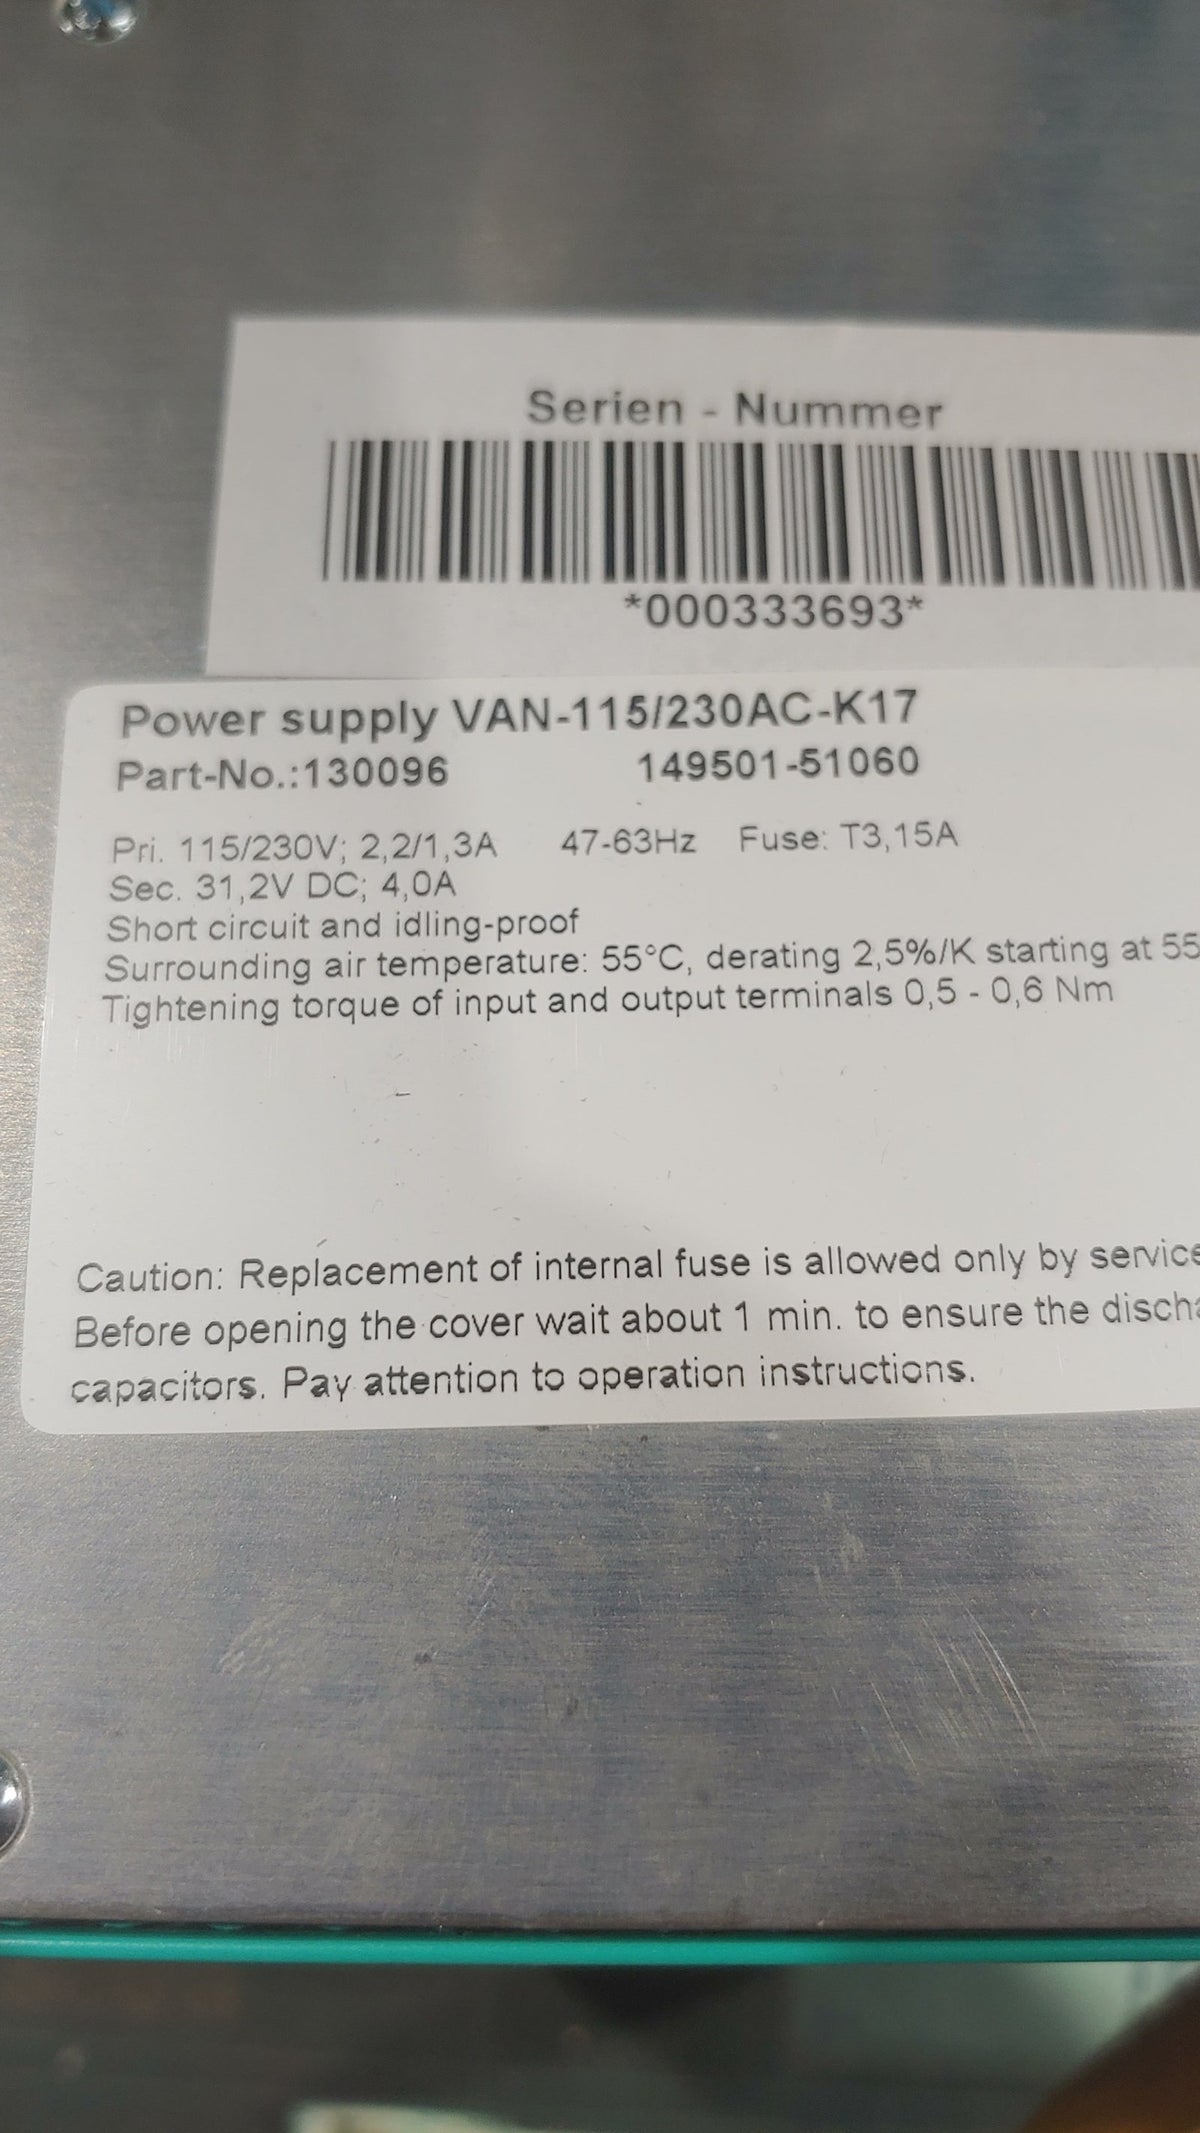 Serien - Nummer
*000333693*
Power supply VAN-115/230AC-K17
Part-No.:130096 149501-51060
Pri. 115/230V; 2,2/1,3A 47-63Hz Fuse: T3,15A
Sec. 31,2V DC; 4,0A
Short circuit and idling-proof
Surrounding air temperature: 55°C, derating 2,5%/K starting at 55
Tightening torque of input and output terminals 0,5 - 0,6 Nm
Caution: Replacement of internal fuse is allowed only by service
Before opening the cover wait about 1 min. to ensure the discha
capacitors. Pay attention to operation instructions.